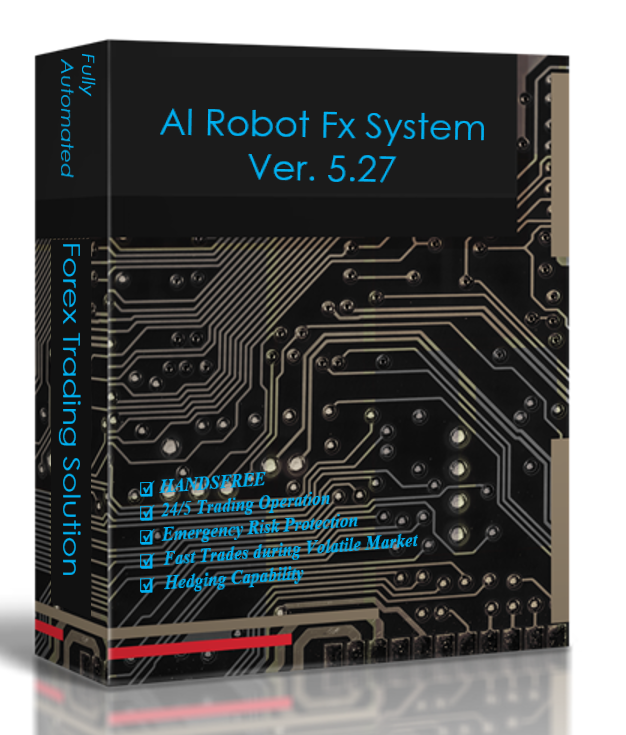 AI Robot Fx System
Ver. 5.27
Fully
Automated
Forex Trading Solution
HANDSFREE
24/5 Trading Operation
Emergency Risk Protection
Fast Trades during Volatile Market
Hedging Capability